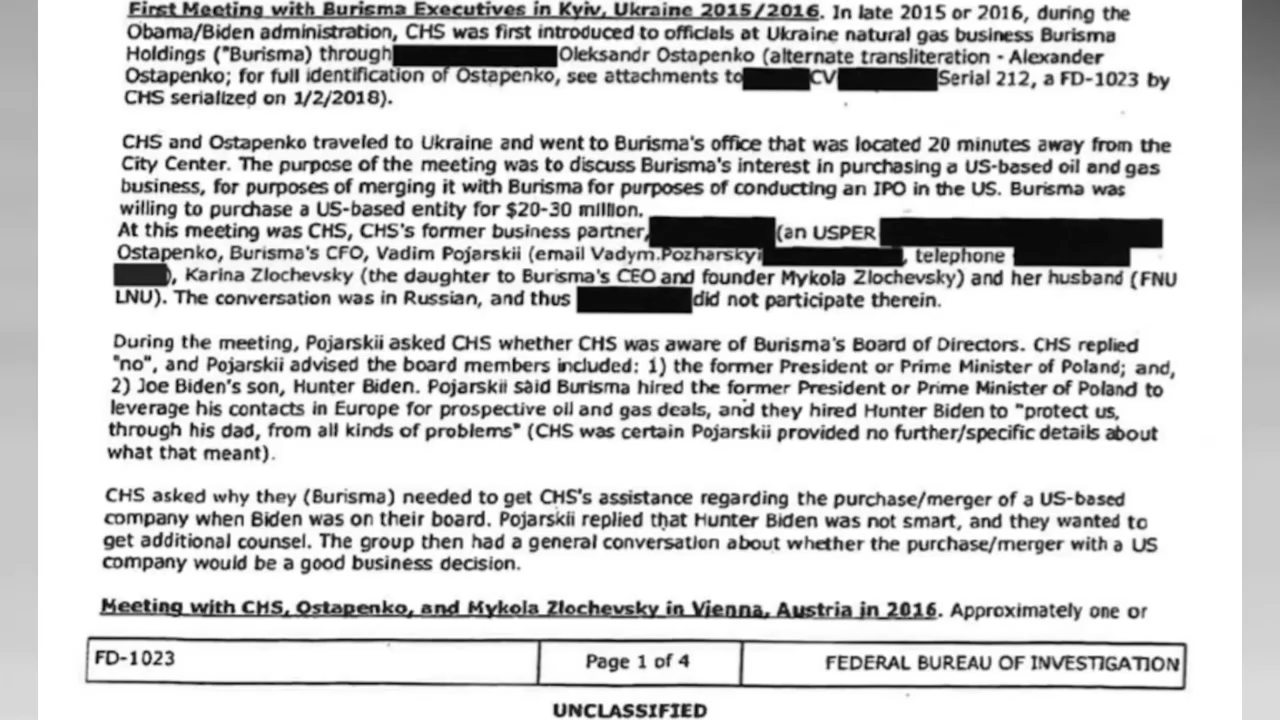 First Meeting with Burisma Executives in Kyiv, Ukraine 2015/2016. In late 2015 or 2016, during the
Obama/Biden administration, CHS was first introduced to officials at Ukraine natural gas business Burisma
Holdings ("Burisma) through Oleksandr Ostapenko (alternate transliteration - Alexander
Ostapenko; for full identification of Ostapenko, see attachments to CV Serial 212, a FD-1023 by
CHS serialized on 1/2/2018).
CHS and Ostapenko traveled to Ukraine and went to Burisma's office that was located 20 minutes away from the
City Center. The purpose of the meeting was to discuss Burisma's interest in purchasing a US-based oil and gas
business, for purposes of merging it with Burisma for purposes of conducting an IPO in the US. Burisma was
willing to purchase a US-based entity for $20-30 million.
At this meeting was CHS, CHS's former business partner, (an USPER
Ostapenko, Burisma's CFO, Vadim Pojarskii (email Vadym.Pozharskyi , telephone
), Karina Zlochevsky (the daughter to Burisma's CEO and founder Mykola Zlochevsky) and her husband (FNU
LNU). The conversation was in Russian, and thus did not participate therein.
During the meeting, Pojarskii asked CHS whether CHS was aware of Burisma's Board of Directors. CHS replied
"no", and Pojarskii advised the board members included: 1) the former President or Prime Minister of Poland; and,
2) Joe Biden's son, Hunter Biden. Pojarskii said Burisma hired the former President or Prime Minister of Poland to
leverage his contacts in Europe for prospective oil and gas deals, and they hired Hunter Biden to "protect us,
through his dad, from all kinds of problems" (CHS was certain Pojarskii provided no further/specific details about
what that meant).
CHS asked why they (Burisma) needed to get CHS's assistance regarding the purchase/merger of a US-based
company when Biden was on their board. Pojarskii replied that Hunter Biden was not smart, and they wanted to
get additional counsel. The group then had a general conversation about whether the purchase/merger with a US
company would be a good business decision.
Meeting with CHS, Ostapenko, and Mykola Zlochevsky in Vienna, Austria in 2016. Approximately one or
FD-1023 Page 1 of 4 FEDERAL BUREAU OF INVESTIGATION
UNCLASSIFIED